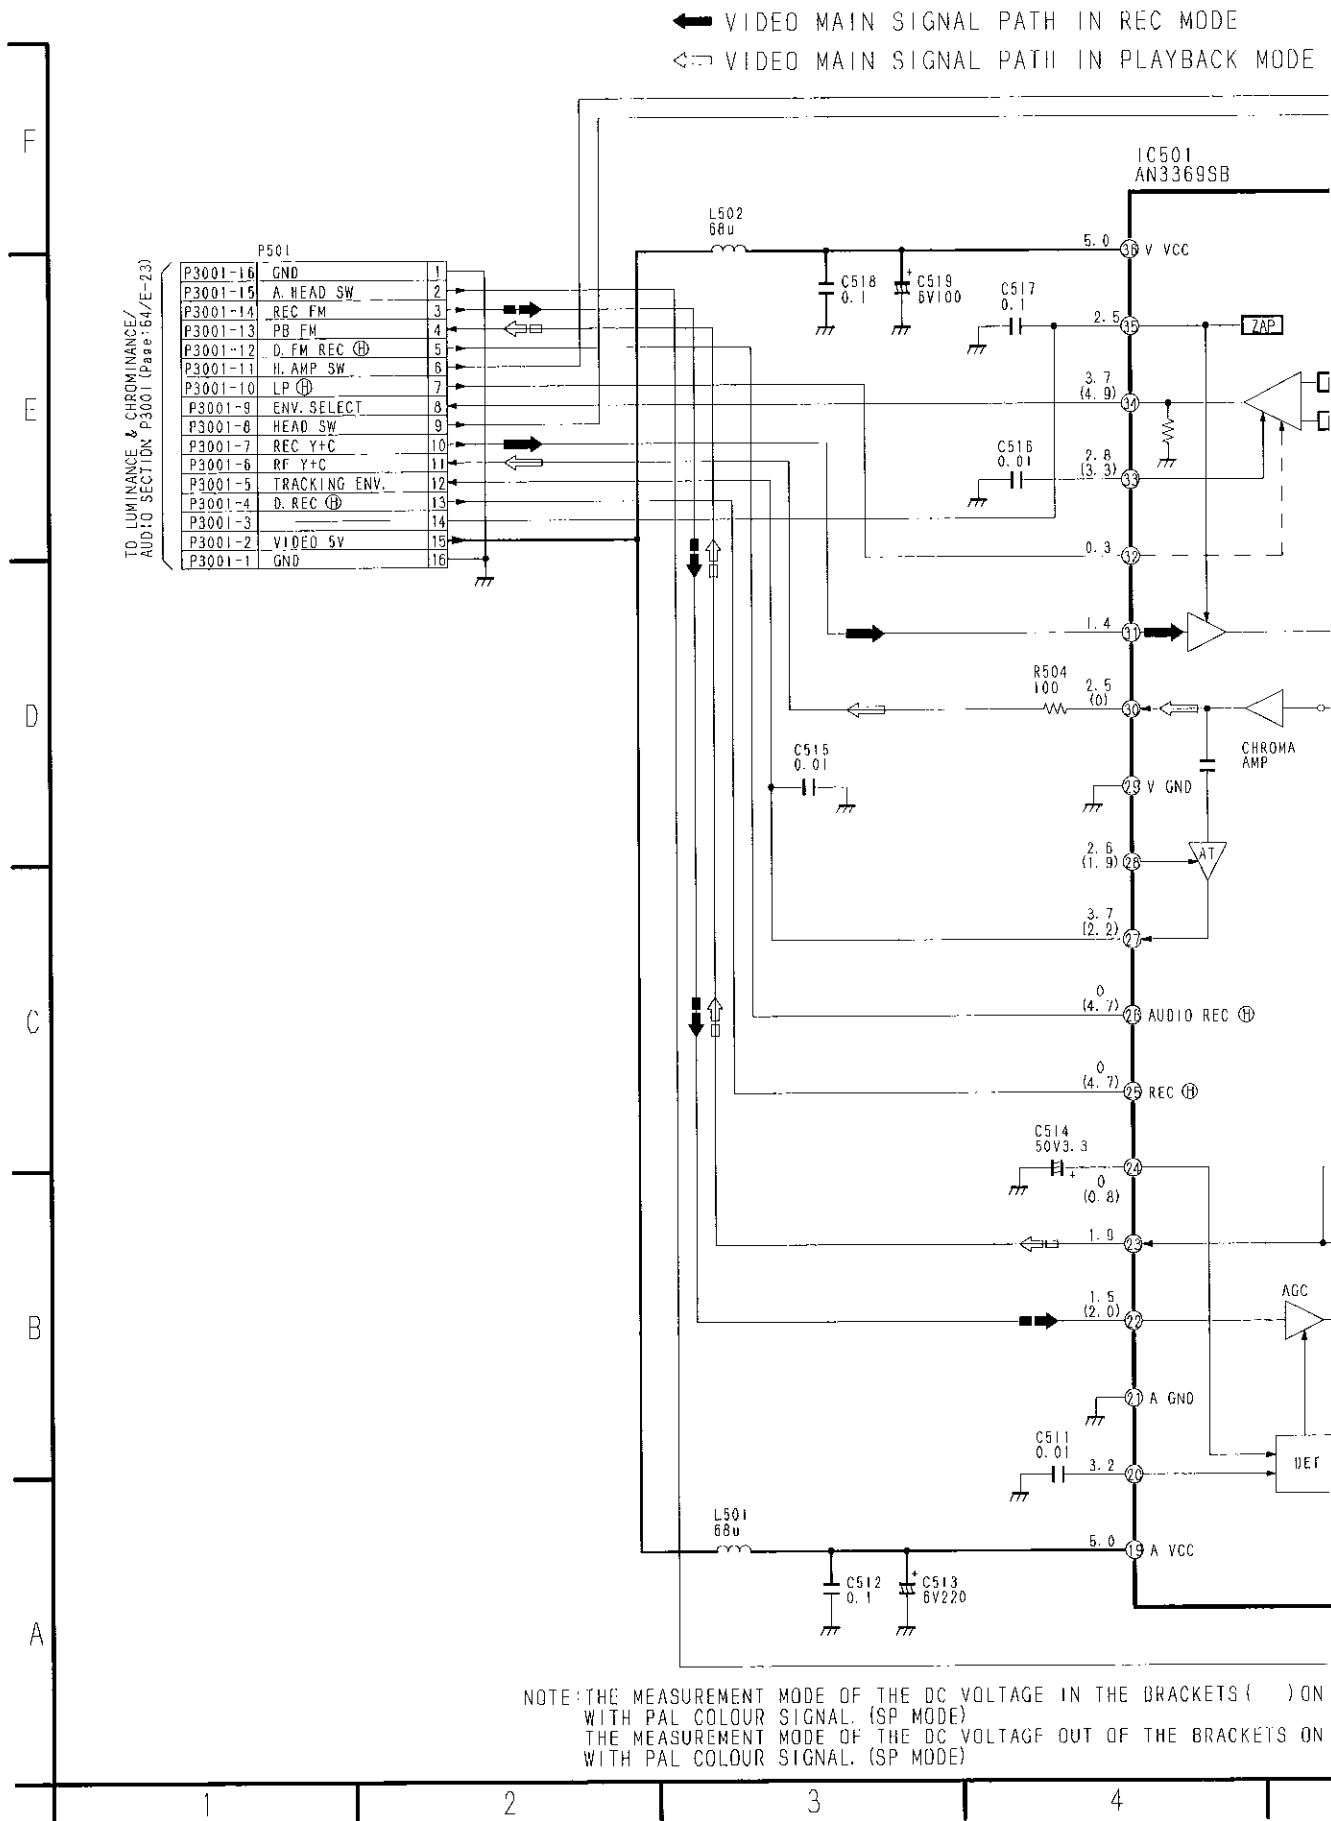 VIDEO MAIN SIGNAL PATH IN REC MODE
VIDEO MAIN SIGNAL PATH IN PLAYBACK MODE
F
IC501
AN3369SB
L502
68u
5.0 36 V VCC
P501
TO LUMINANCE & CHROMINANCE/
AUDIO SECTION P3001 (Page:64/E-23)
P3001-16 GND 1
P3001-15 A.HEAD SW 2
P3001-14 REC FM 3
P3001-13 PB FM 4
P3001-12 D.FM REC Ⓗ 5
P3001-11 H.AMP SW 6
P3001-10 LP Ⓗ 7
P3001-9 ENV.SELECT 8
P3001-8 HEAD SW 9
P3001-7 REC Y+C 10
P3001-6 RF Y+C 11
P3001-5 TRACKING ENV. 12
P3001-4 D.REC Ⓗ 13
P3001-3 14
P3001-2 VIDEO 5V 15
P3001-1 GND 16
C518
0.1
C519
6V100
C517
0.1
2.5 35
ZAP
E
3.7
(4.9) 34
C516
0.01
2.8
(3.3) 33
0.3 32
1.4 31
D
R504
100
2.5
(0) 30
CHROMA
AMP
C515
0.01
29 V GND
2.6
(1.9) 28
AT
3.7
(2.2) 27
C
0
(4.7) 26 AUDIO REC Ⓗ
0
(4.7) 25 REC Ⓗ
C514
50V3.3
24
0
(0.8)
1.9 23
B
1.5
(2.0) 22
AGC
21 A GND
C511
0.01
3.2 20
DET
L501
68u
5.0 19 A VCC
C512
0.1
C513
6V220
A
NOTE:THE MEASUREMENT MODE OF THE DC VOLTAGE IN THE BRACKETS ( ) ON
WITH PAL COLOUR SIGNAL. (SP MODE)
THE MEASUREMENT MODE OF THE DC VOLTAGE OUT OF THE BRACKETS ON
WITH PAL COLOUR SIGNAL. (SP MODE)
1 2 3 4